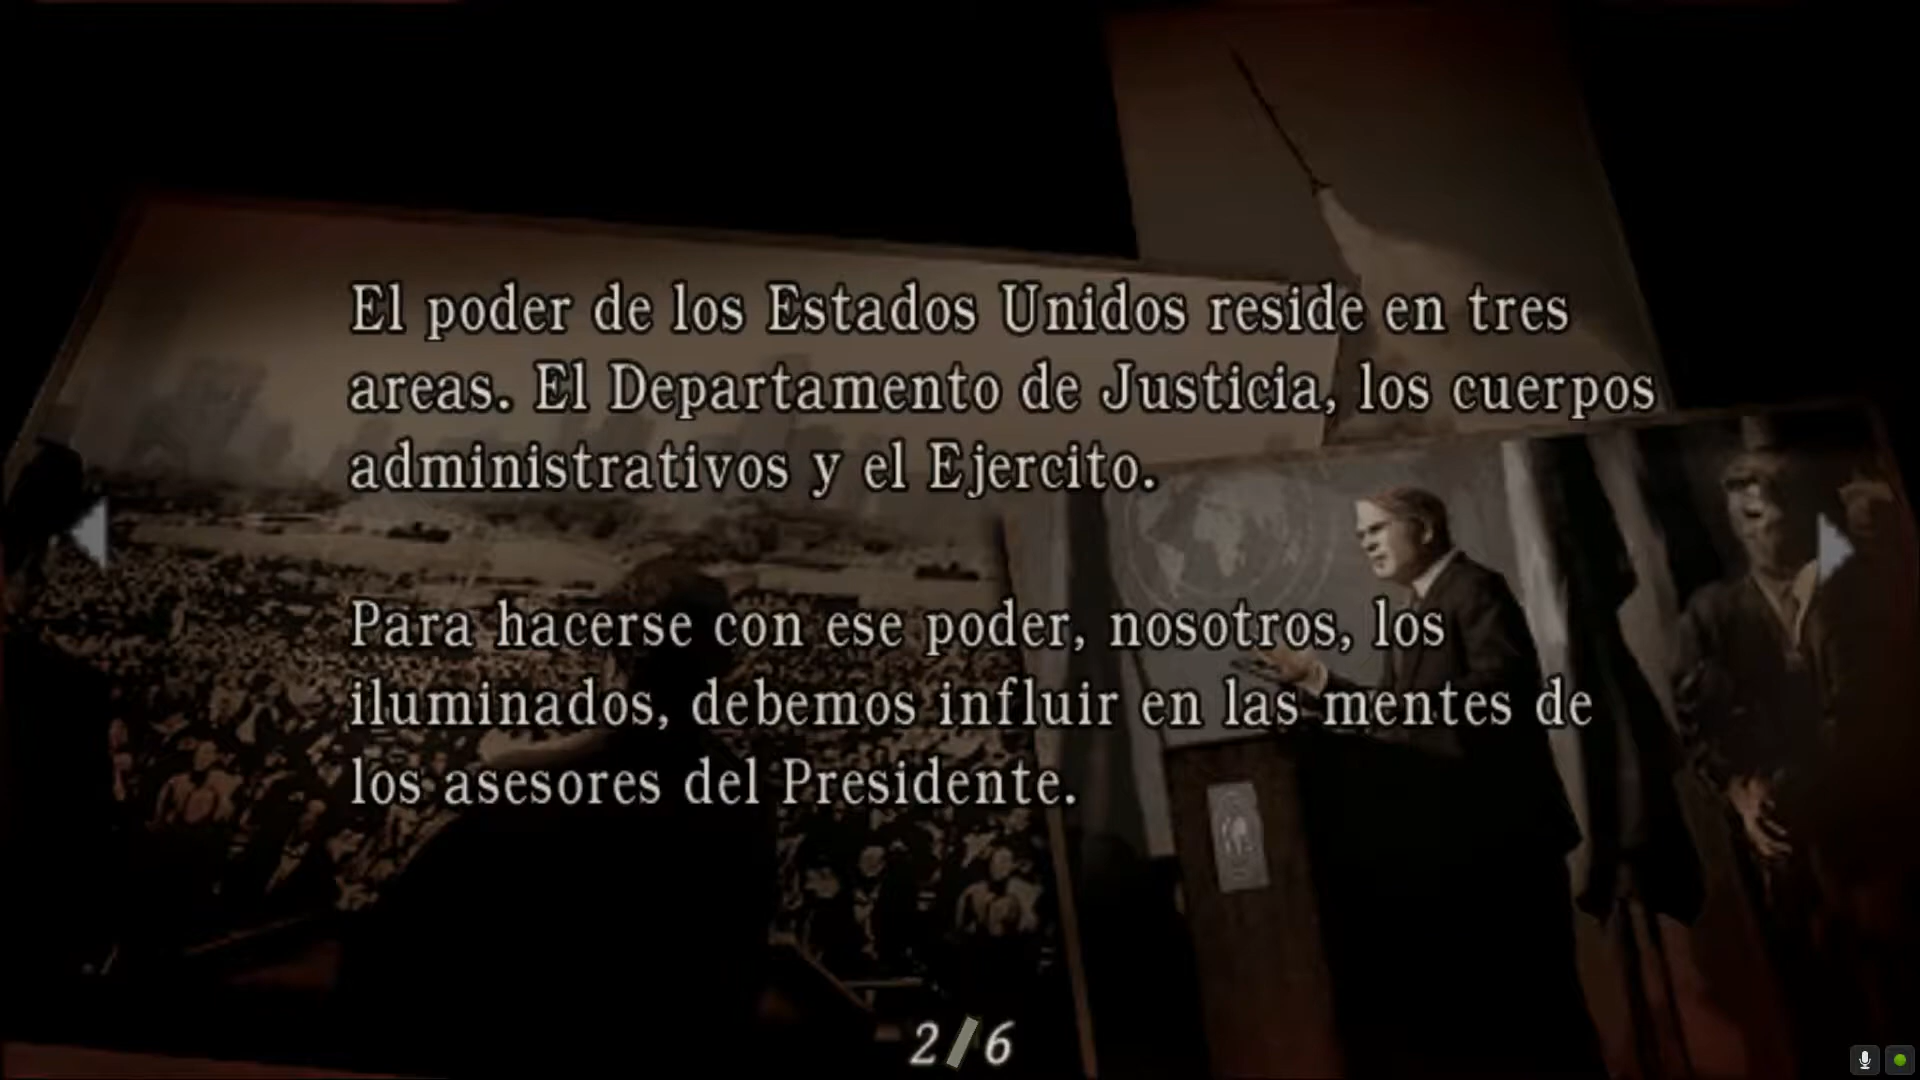 El poder de los Estados Unidos reside en tres
areas. El Departamento de Justicia, los cuerpos
administrativos y el Ejercito.
Para hacerse con ese poder, nosotros, los
iluminados, debemos influir en las mentes de
los asesores del Presidente.
2/6